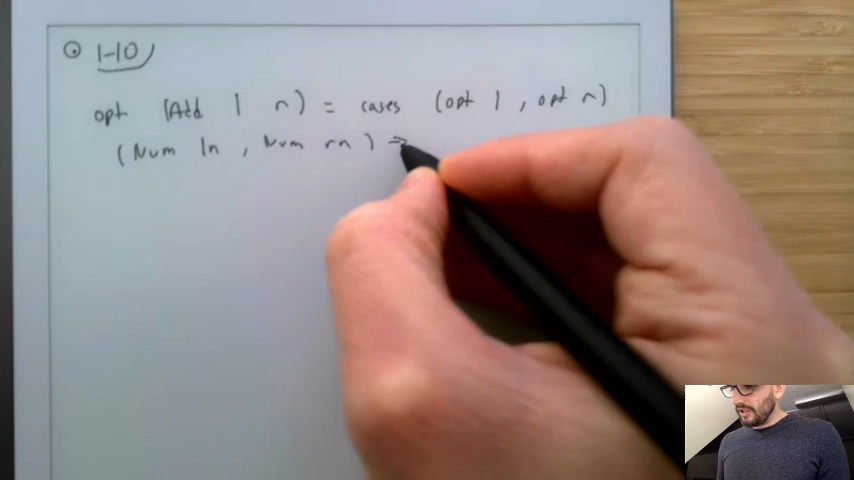 1-10
opt (Add l r) = cases (opt l, opt r)
(Num ln, Num rn) =>